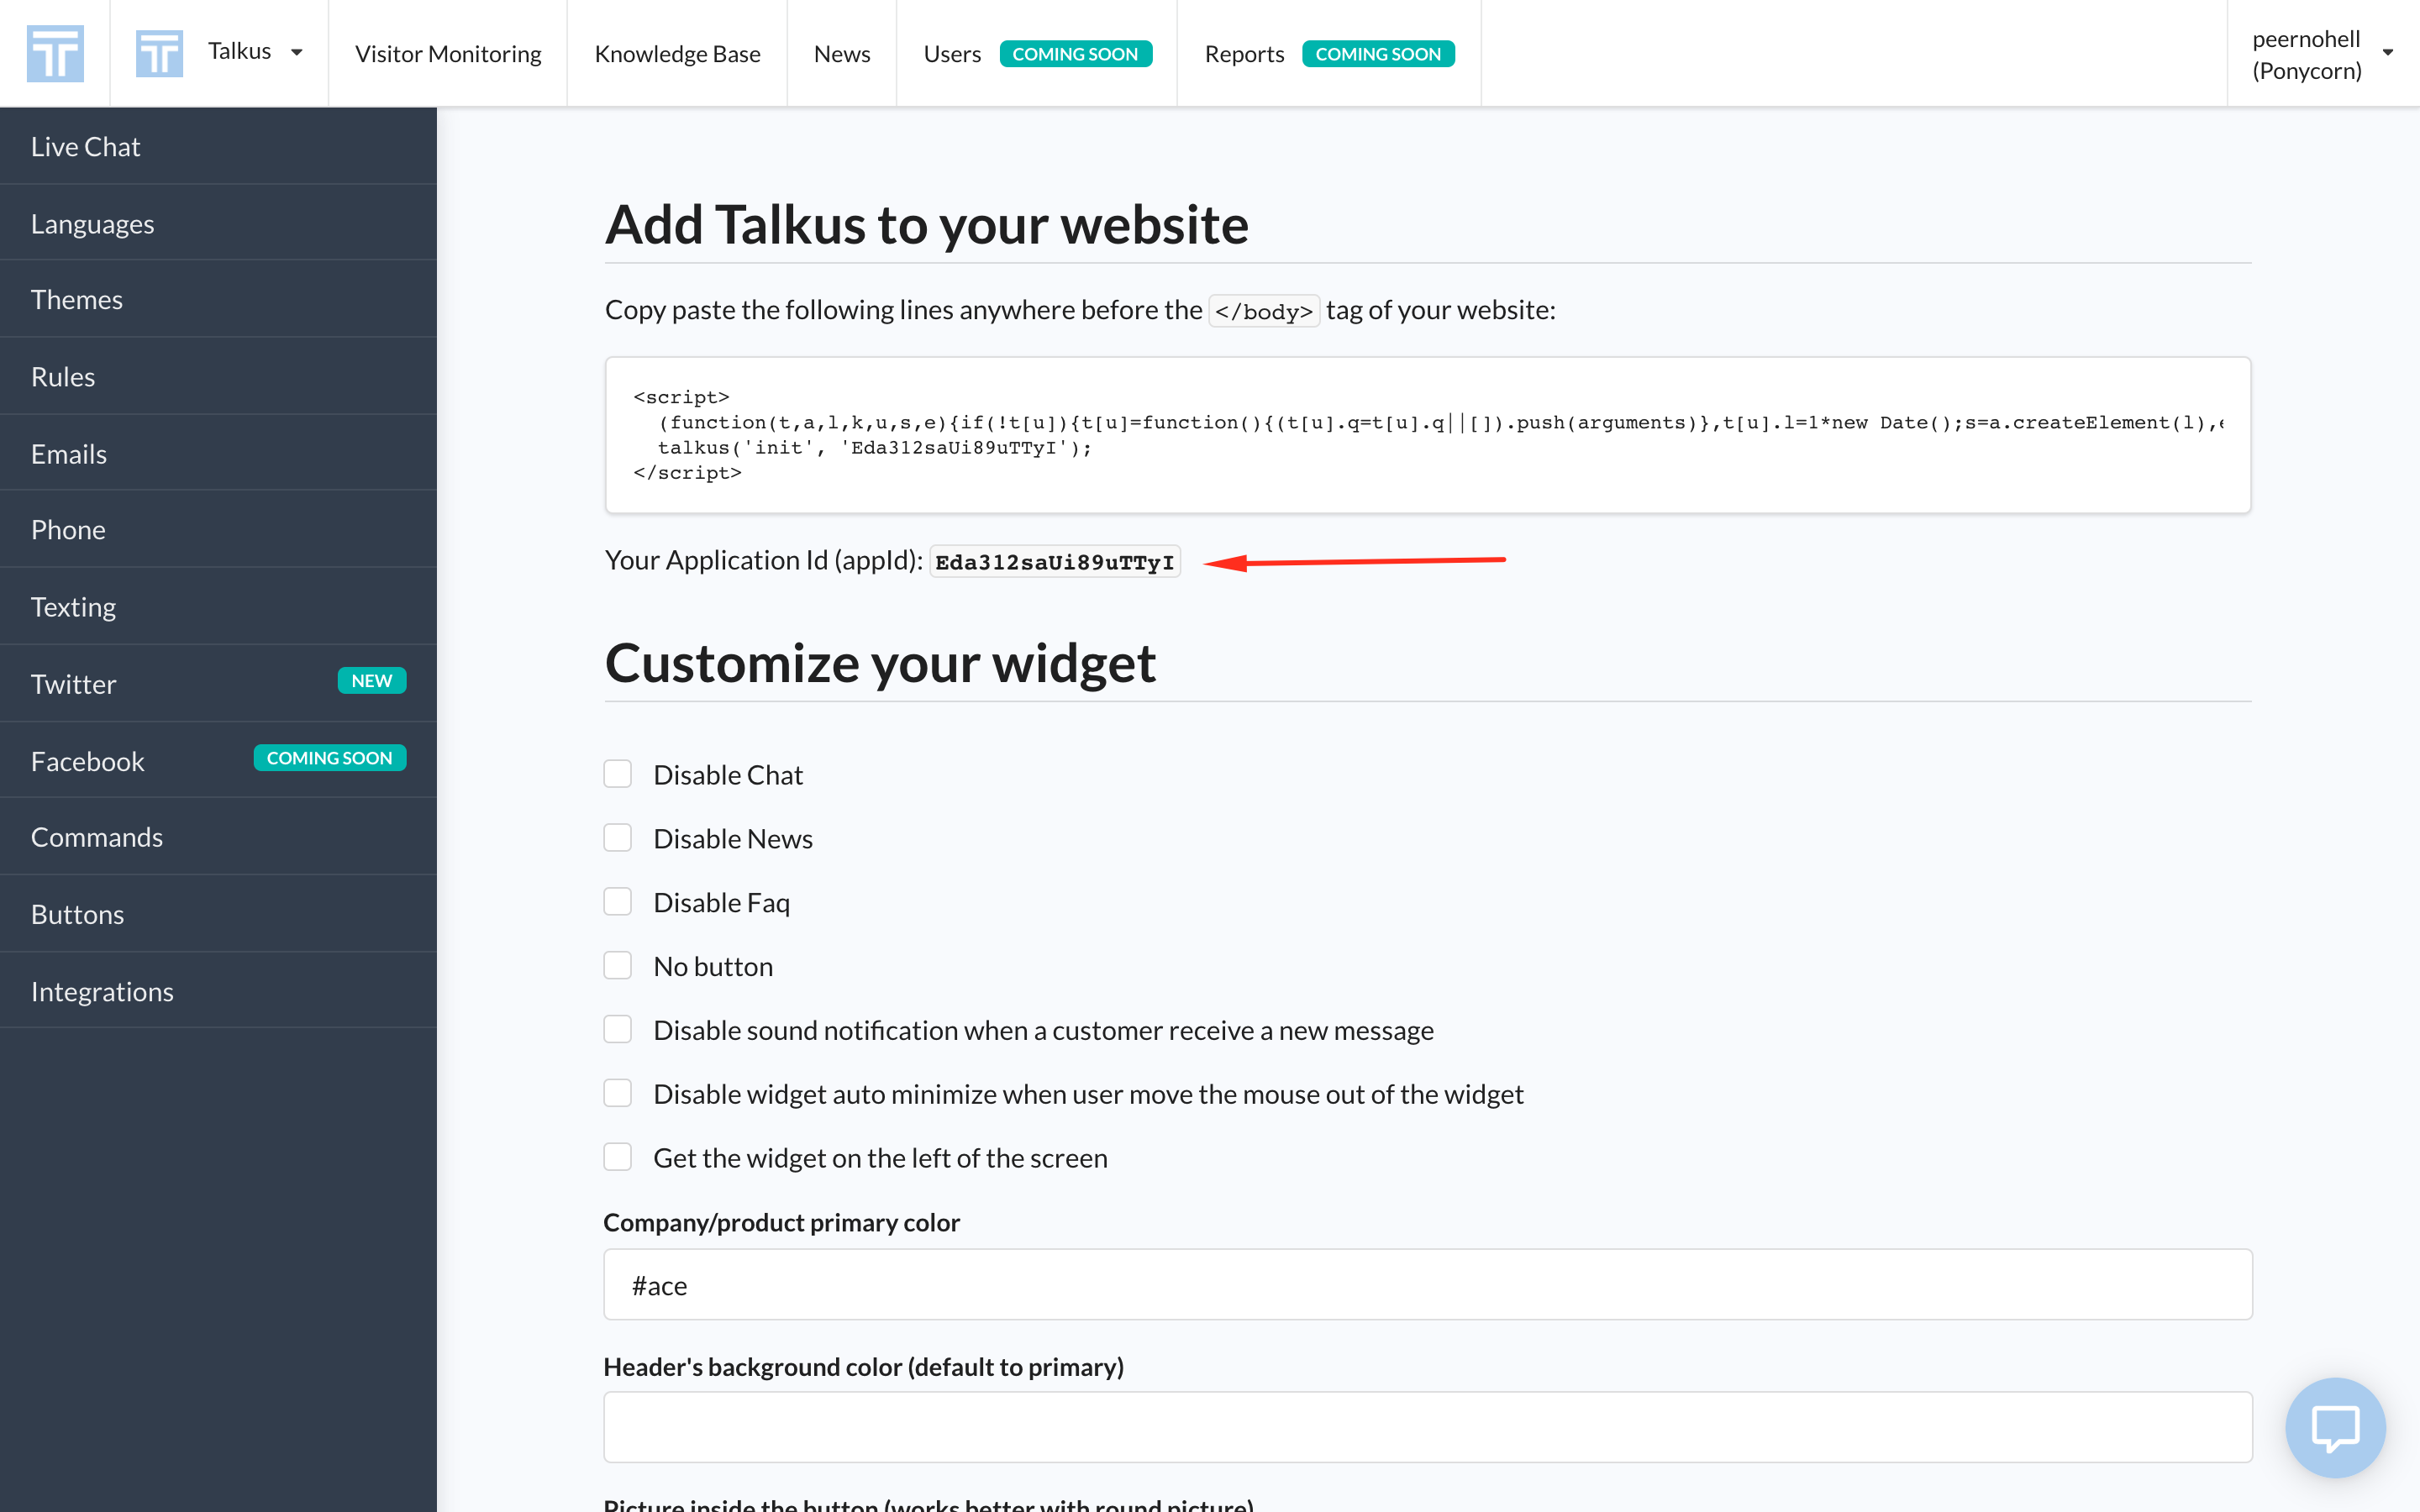 Talkus
Visitor Monitoring
Knowledge Base
News
Users COMING SOON
Reports COMING SOON
peernohell
(Ponycorn)
Live Chat
Languages
Themes
Rules
Emails
Phone
Texting
Twitter NEW
Facebook COMING SOON
Commands
Buttons
Integrations
Add Talkus to your website
Copy paste the following lines anywhere before the </body> tag of your website:
<script>
(function(t,a,l,k,u,s,e){if(!t[u]){t[u]=function(){(t[u].q=t[u].q||[]).push(arguments)},t[u].l=1*new Date();s=a.createElement(l),e
talkus('init', 'Eda312saUi89uTTyI');
</script>
Your Application Id (appId): Eda312saUi89uTTyI
Customize your widget
Disable Chat
Disable News
Disable Faq
No button
Disable sound notification when a customer receive a new message
Disable widget auto minimize when user move the mouse out of the widget
Get the widget on the left of the screen
Company/product primary color
#ace
Header's background color (default to primary)
Picture inside the button (works better with round picture)